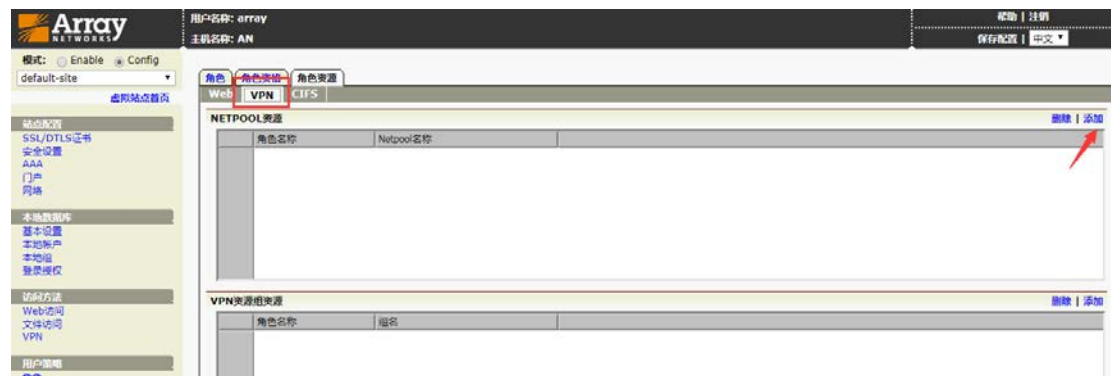 Array
NETWORKS
用户名称: array
主机名称: AN
帮助 | 注销
保存配置 | 中文
模式: Enable Config
default-site
虚拟站点首页
站点配置
SSL/DTLS证书
安全设置
AAA
门户
网络
本地数据库
基本设置
本地帐户
本地组
登录授权
访问方法
Web访问
文件访问
VPN
用户策略
角色
角色 角色资格 角色资源
Web VPN CIFS
NETPOOL资源
删除 | 添加
角色名称 Netpool名称
VPN资源组资源
删除 | 添加
角色名称 组名